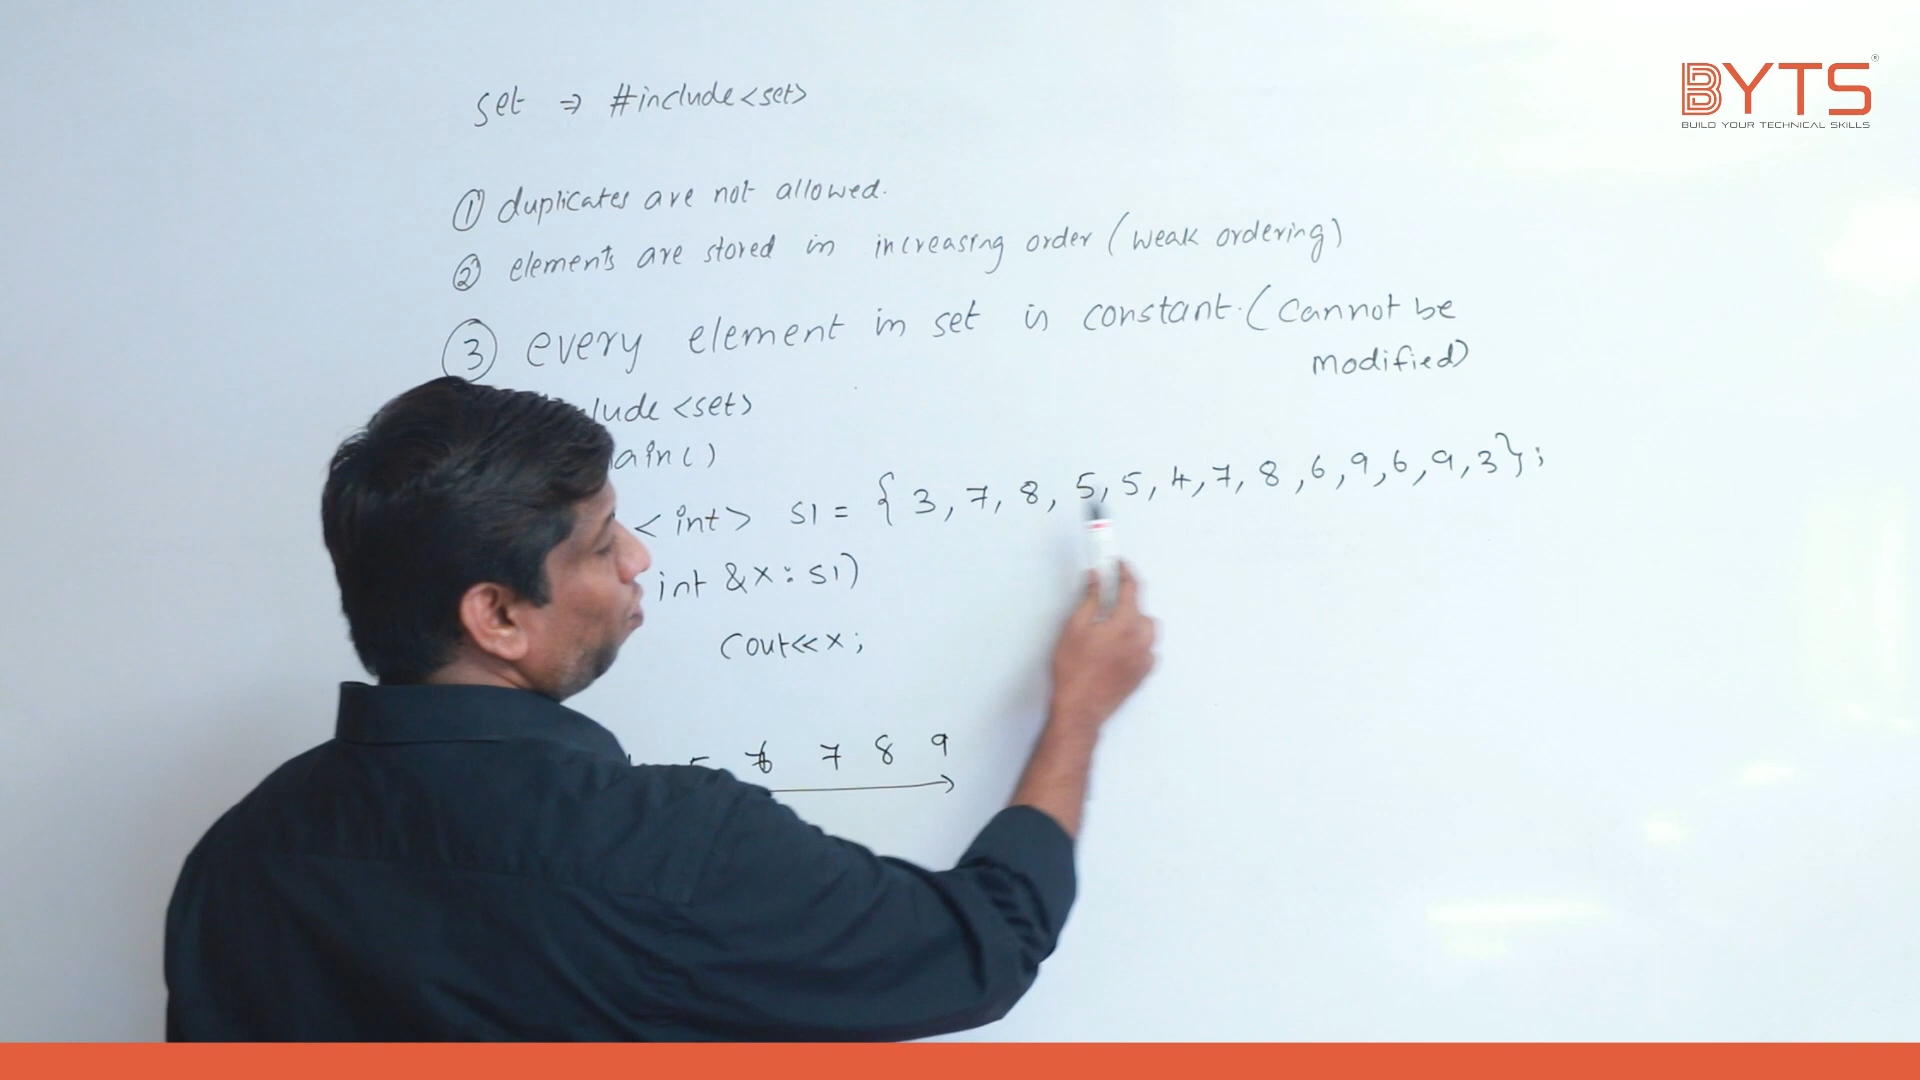 set ⇒ #include<set>
BYTS®
BUILD YOUR TECHNICAL SKILLS
① duplicates are not allowed.
② elements are stored in increasing order (weak ordering)
③ every element in set is constant. (cannot be
modified)
lude <set>
ain()
<int> s1 = { 3, 7, 8, 5, 5, 4, 7, 8, 6, 9, 6, 9, 3};
int &x : s1)
cout<<x;
6 7 8 9